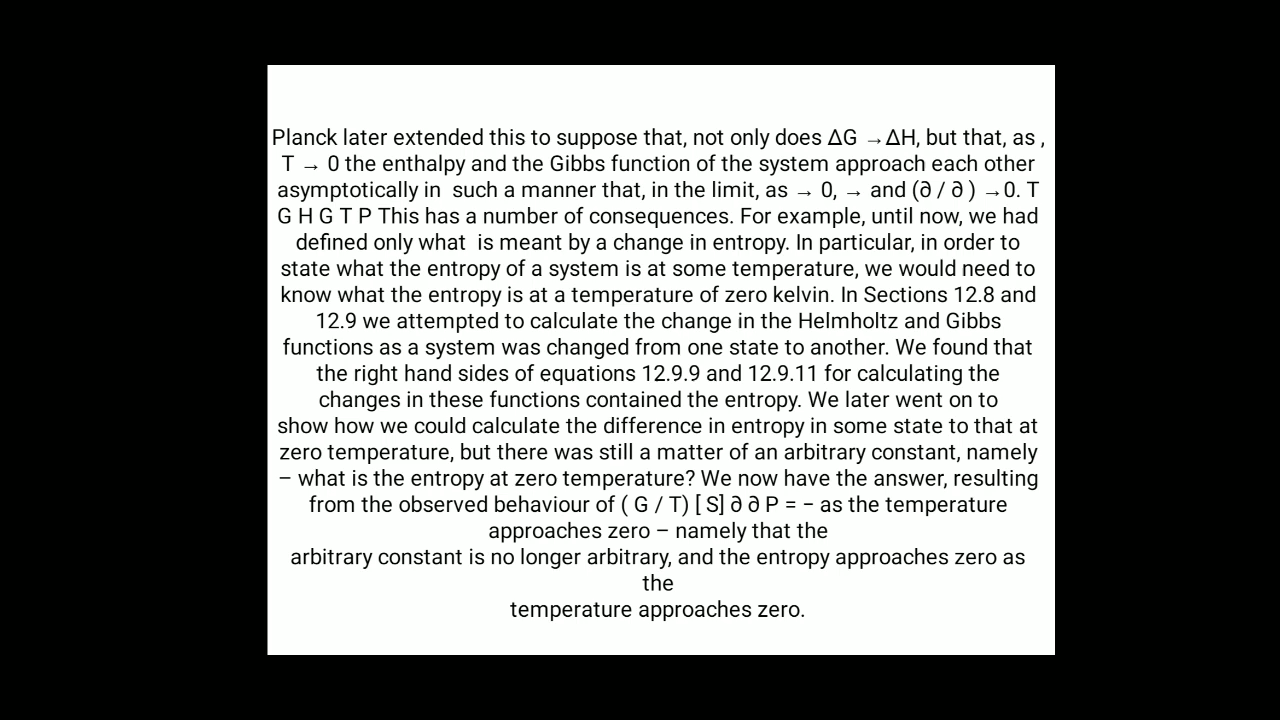 Planck later extended this to suppose that, not only does ΔG →ΔH, but that, as ,
T → 0 the enthalpy and the Gibbs function of the system approach each other
asymptotically in  such a manner that, in the limit, as → 0, → and (∂ / ∂ ) →0. T
G H G T P This has a number of consequences. For example, until now, we had
defined only what  is meant by a change in entropy. In particular, in order to
state what the entropy of a system is at some temperature, we would need to
know what the entropy is at a temperature of zero kelvin. In Sections 12.8 and
12.9 we attempted to calculate the change in the Helmholtz and Gibbs
functions as a system was changed from one state to another. We found that
the right hand sides of equations 12.9.9 and 12.9.11 for calculating the
changes in these functions contained the entropy. We later went on to
show how we could calculate the difference in entropy in some state to that at
zero temperature, but there was still a matter of an arbitrary constant, namely
– what is the entropy at zero temperature? We now have the answer, resulting
from the observed behaviour of ( G / T) [ S] ∂ ∂ P = − as the temperature
approaches zero – namely that the
arbitrary constant is no longer arbitrary, and the entropy approaches zero as
the
temperature approaches zero.